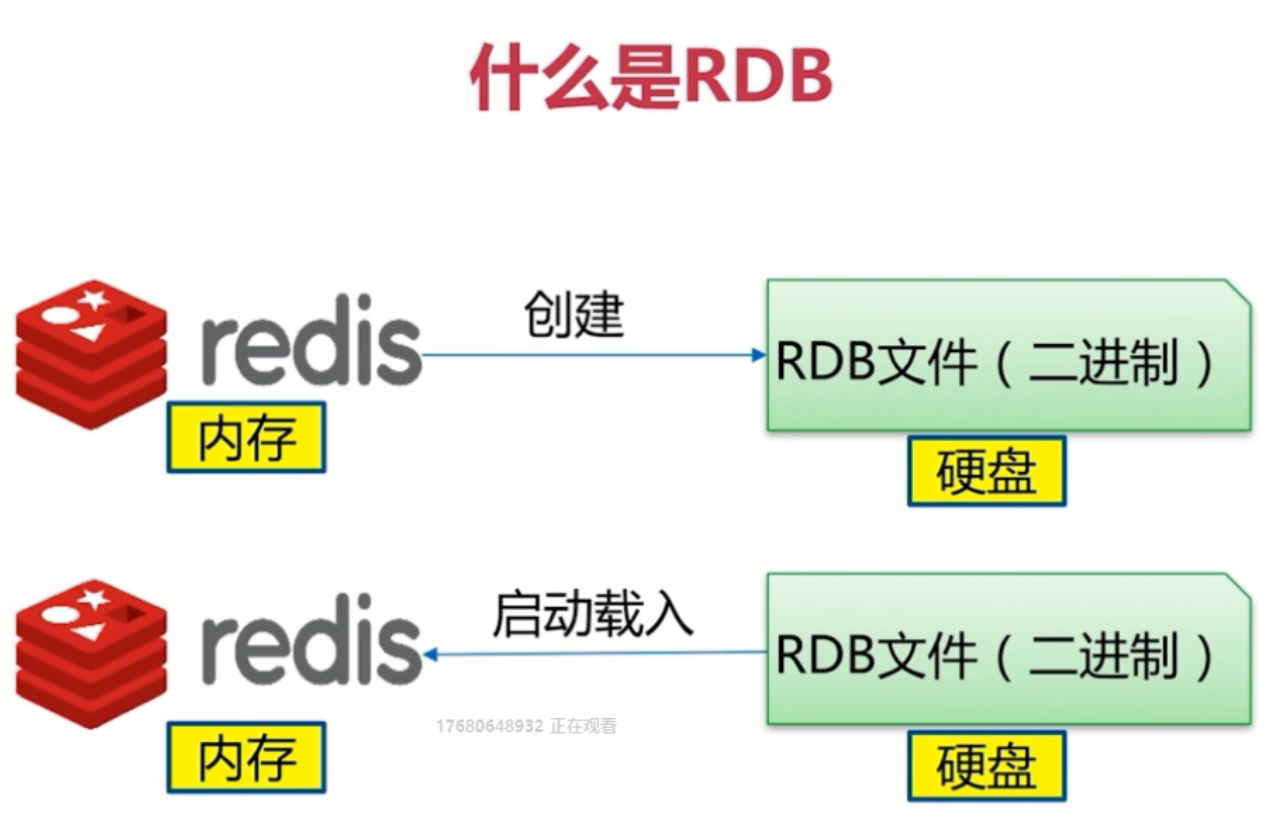 什么是RDB
redis
创建
RDB文件（二进制）
内存
硬盘
redis
启动载入
RDB文件（二进制）
17680648932 正在观看
内存
硬盘